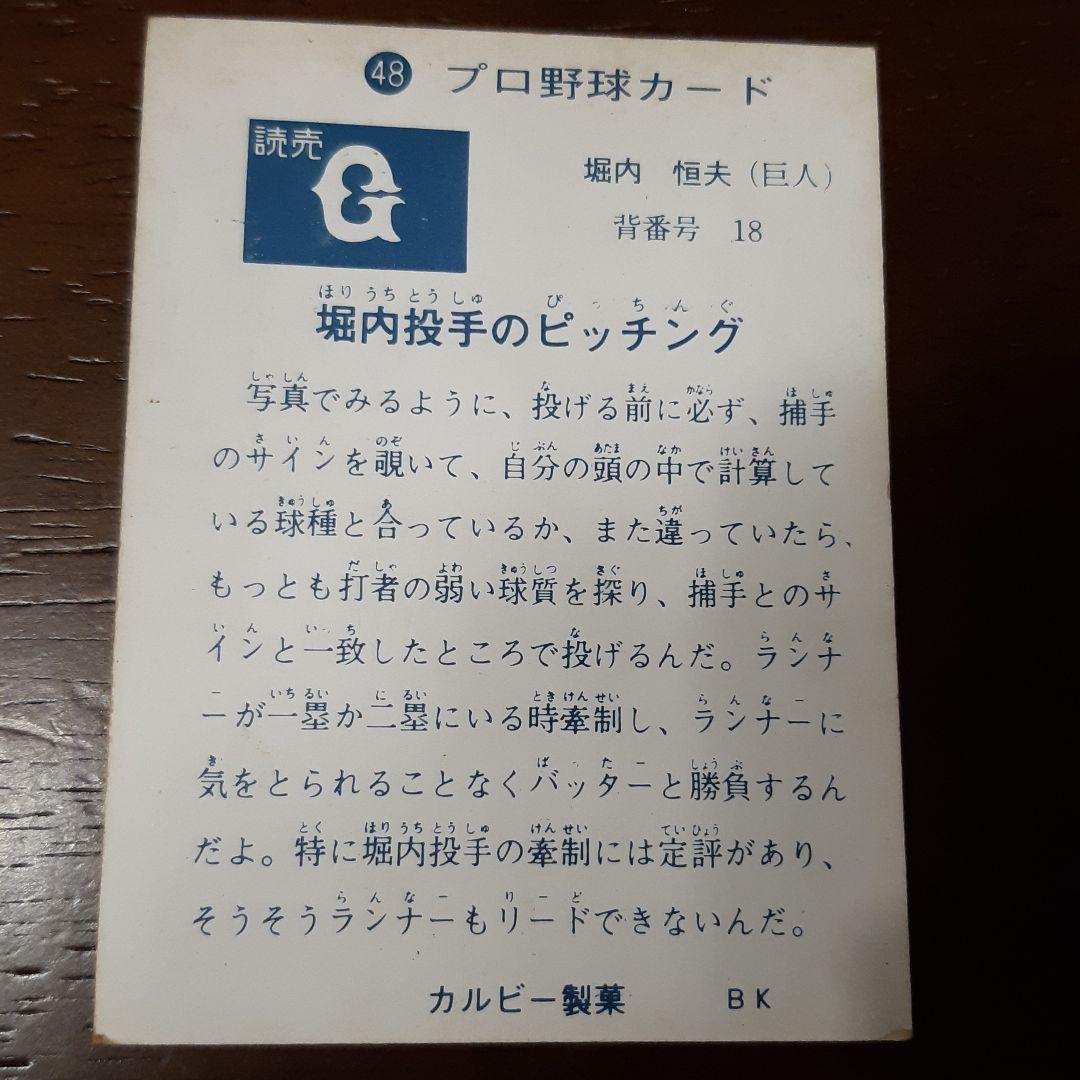 48 プロ野球カード
読売
G
堀内 恒夫(巨人)
背番号 18
ほりうちとうしゅ ぴっちんぐ
堀内投手のピッチング
しゃしん な まえ かなら ほしゅ
写真でみるように、投げる前に必ず、捕手
さいん のぞ じぶん あたま なか けいさん
のサインを覗いて、自分の頭の中で計算して
きゅうしゅ あ ちが
いる球種と合っているか、また違っていたら、
だしゃ よわ きゅうしつ さぐ ほしゅ さ
もっとも打者の弱い球質を探り、捕手とのサ
いん いっち な らんな
インと一致したところで投げるんだ。ランナ
ー いちるい にるい ときけんせい らんなー
ーが一塁か二塁にいる時牽制し、ランナーに
き ばったー しょうぶ
気をとられることなくバッターと勝負するん
とく ほりうちとうしゅ けんせい ていひょう
だよ。特に堀内投手の牽制には定評があり、
らんなー りーど
そうそうランナーもリードできないんだ。
カルビー製菓 BK